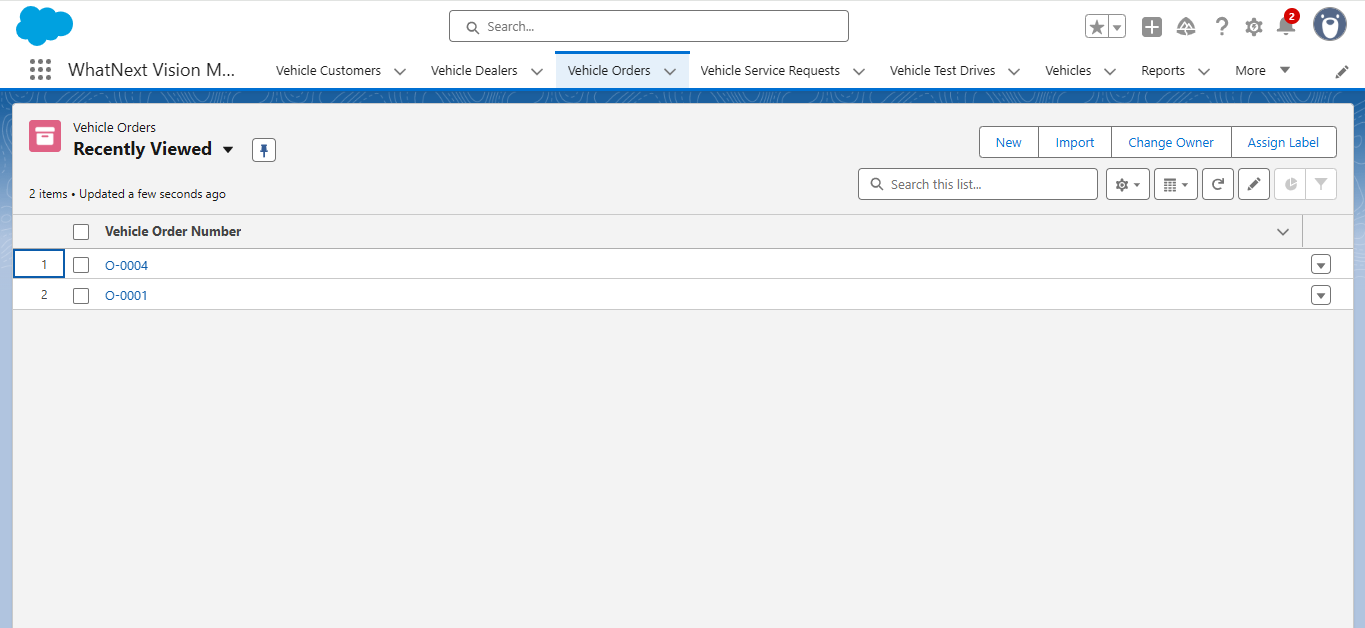 Search...
2
WhatNext Vision M...
Vehicle Customers
Vehicle Dealers
Vehicle Orders
Vehicle Service Requests
Vehicle Test Drives
Vehicles
Reports
More
Vehicle Orders
Recently Viewed
New
Import
Change Owner
Assign Label
2 items • Updated a few seconds ago
Search this list...
Vehicle Order Number
1 O-0004
2 O-0001